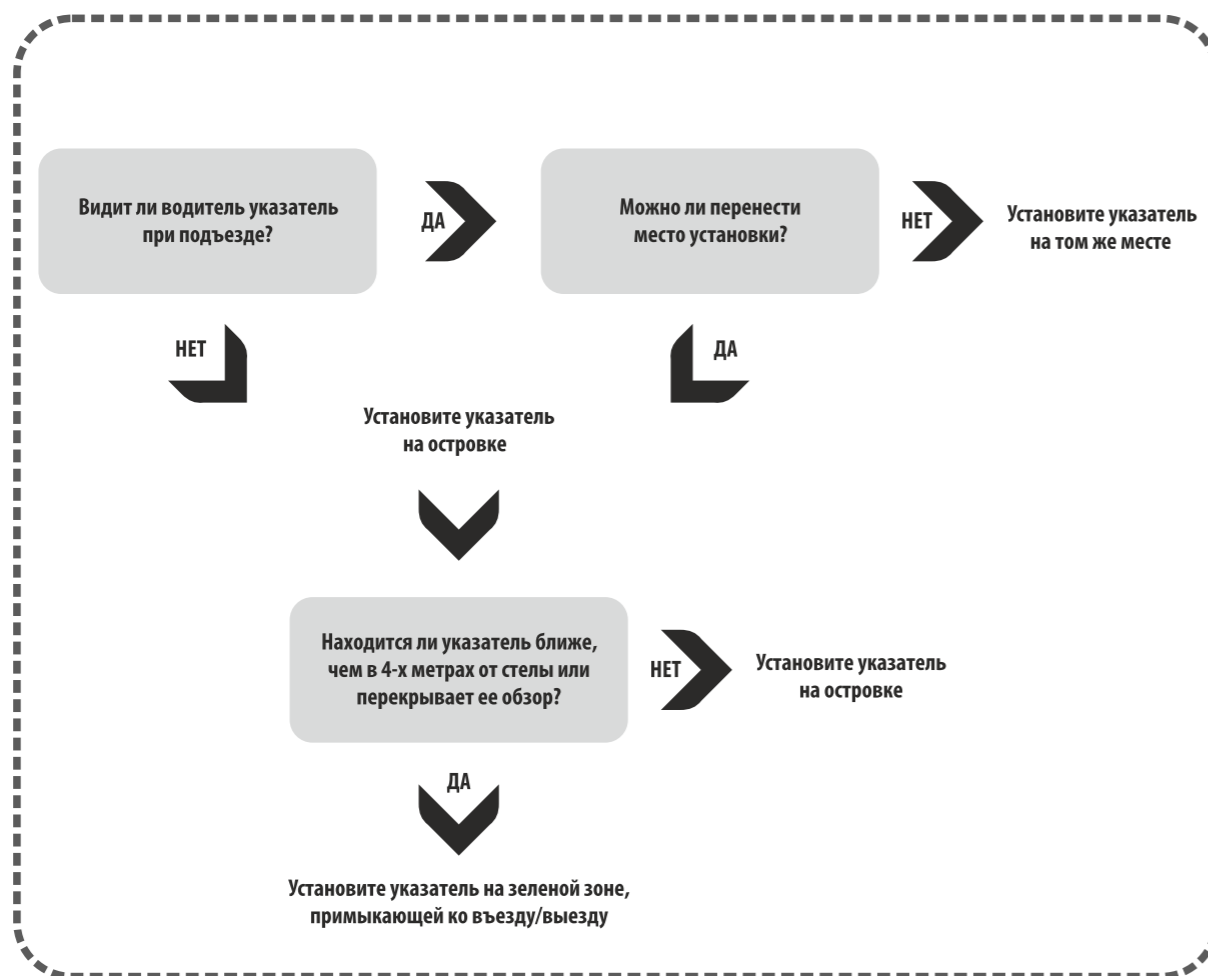 Видит ли водитель указатель
при подъезде?
ДА
Можно ли перенести
место установки?
НЕТ
Установите указатель
на том же месте
НЕТ
ДА
Установите указатель
на островке
Находится ли указатель ближе,
чем в 4-х метрах от стелы или
перекрывает ее обзор?
НЕТ
Установите указатель
на островке
ДА
Установите указатель на зеленой зоне,
примыкающей ко въезду/выезду